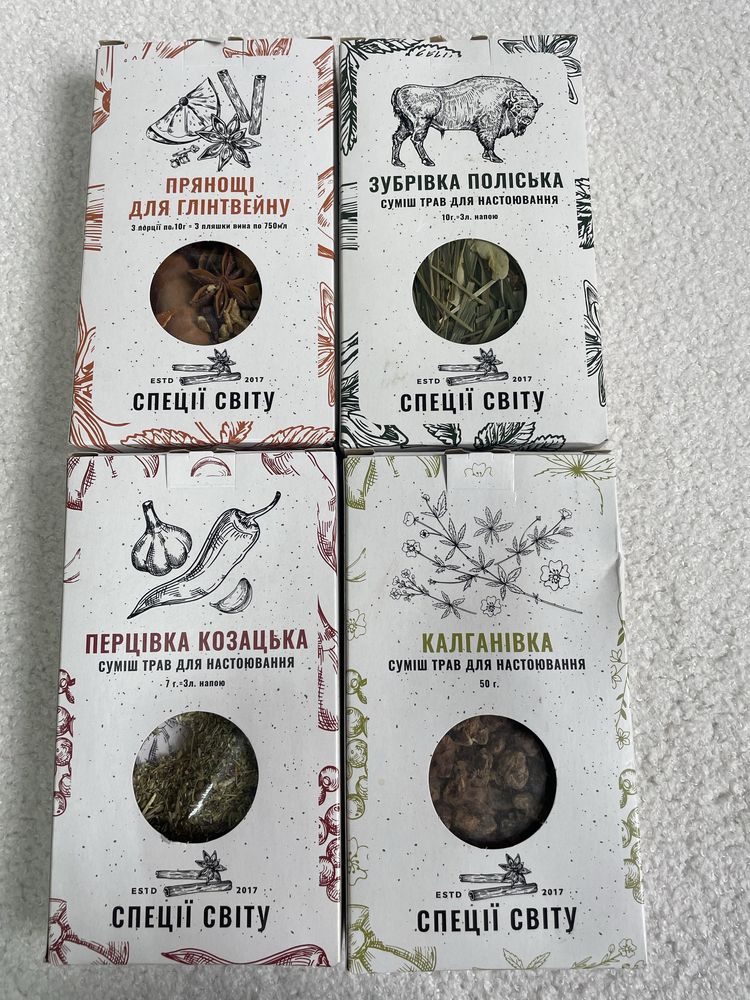 ПРЯНОЩІ
ДЛЯ ГЛІНТВЕЙНУ
3 порції по 10г = 3 пляшки вина по 750мл
ESTD 2017
СПЕЦІЇ СВІТУ
ЗУБРІВКА ПОЛІСЬКА
СУМІШ ТРАВ ДЛЯ НАСТОЮВАННЯ
10г.=3л. напою
ESTD 2017
СПЕЦІЇ СВІТУ
ПЕРЦІВКА КОЗАЦЬКА
СУМІШ ТРАВ ДЛЯ НАСТОЮВАННЯ
7 г.=3л. напою
ESTD 2017
СПЕЦІЇ СВІТУ
КАЛГАНІВКА
СУМІШ ТРАВ ДЛЯ НАСТОЮВАННЯ
50 г.
ESTD 2017
СПЕЦІЇ СВІТУ